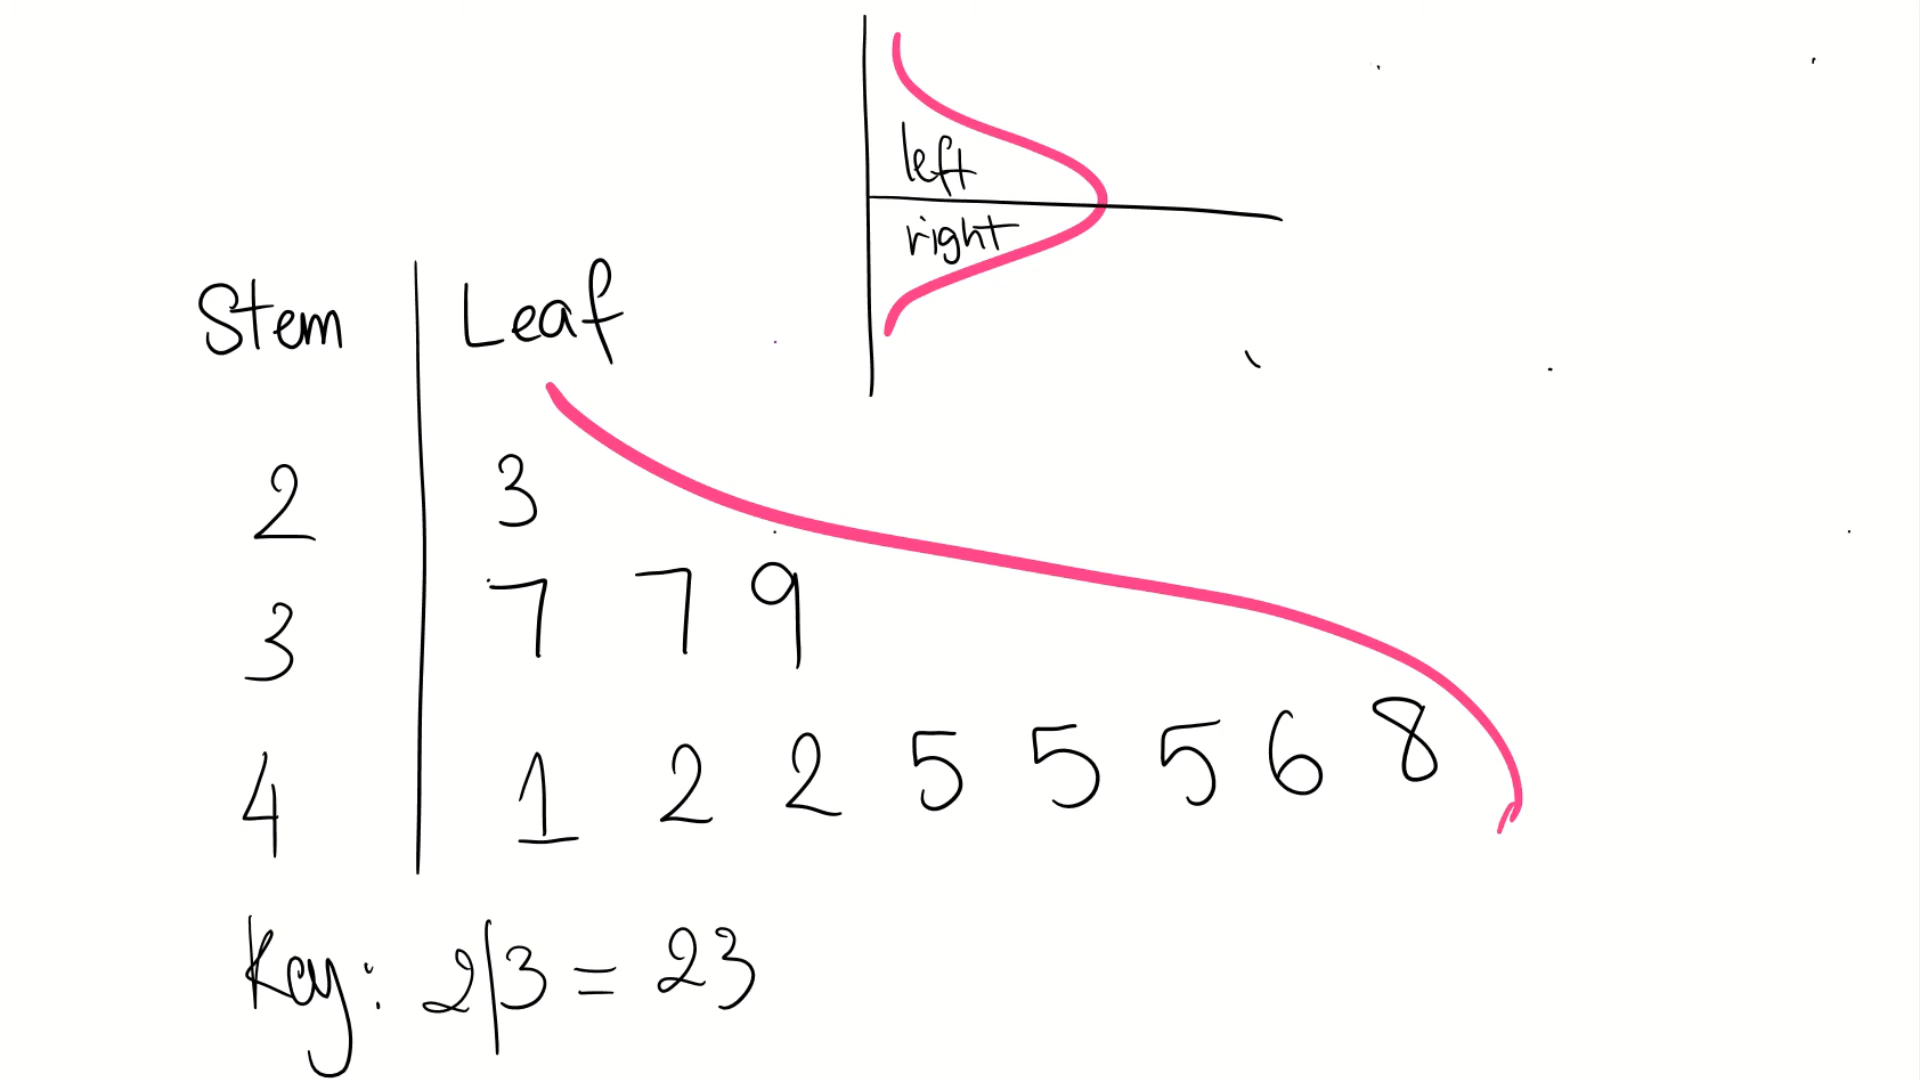 left
right
Stem Leaf
2 3
3 7 7 9
4 1 2 2 5 5 5 6 8
Key: 2|3 = 23